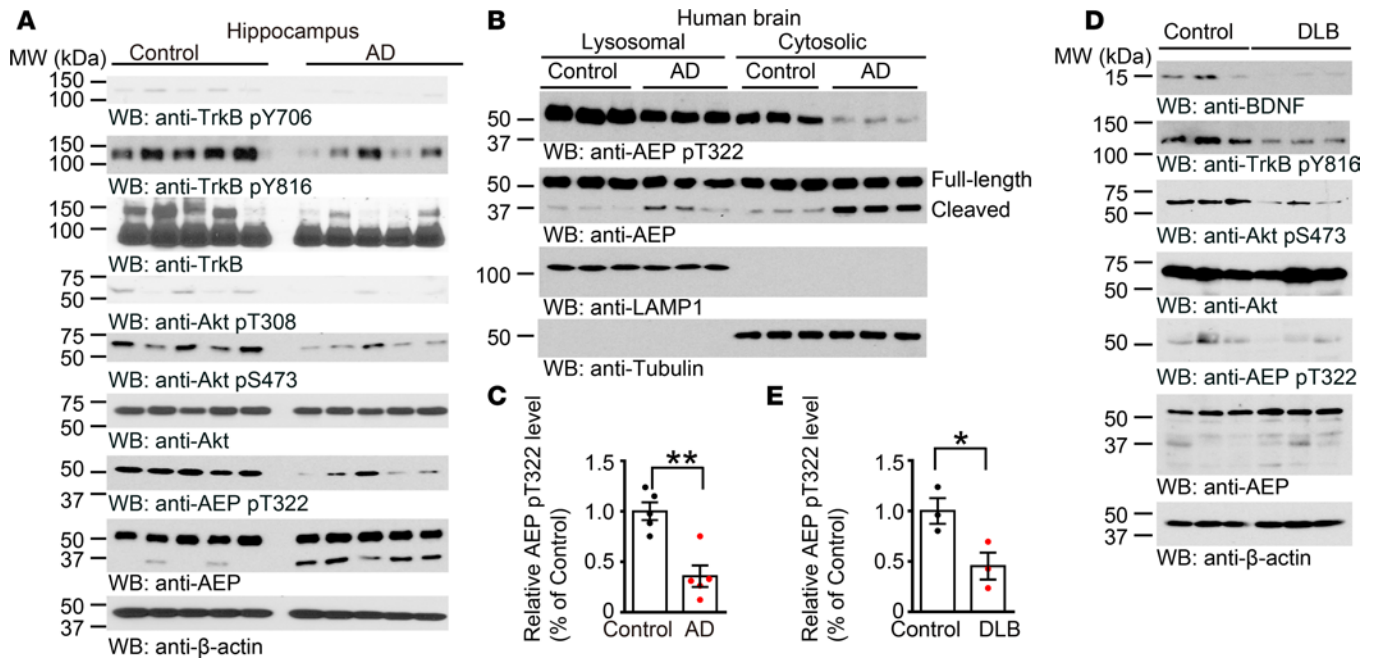 A
Hippocampus
MW (kDa)
Control
AD
150
100
WB: anti-TrkB pY706
150
100
WB: anti-TrkB pY816
150
100
WB: anti-TrkB
75
50
WB: anti-Akt pT308
75
50
WB: anti-Akt pS473
75
50
WB: anti-Akt
50
37
WB: anti-AEP pT322
50
37
WB: anti-AEP
50
37
WB: anti-β-actin
B
Human brain
Lysosomal
Cytosolic
Control
AD
Control
AD
50
37
WB: anti-AEP pT322
50
Full-length
37
Cleaved
WB: anti-AEP
100
WB: anti-LAMP1
50
WB: anti-Tubulin
C
Relative AEP pT322 level
(% of Control)
1.5
1.0
0.5
0
**
Control
AD
E
Relative AEP pT322 level
(% of Control)
1.5
1.0
0.5
0
*
Control
DLB
D
Control
DLB
MW (kDa)
15
WB: anti-BDNF
150
100
WB: anti-TrkB pY816
75
50
WB: anti-Akt pS473
75
50
WB: anti-Akt
50
WB: anti-AEP pT322
50
37
WB: anti-AEP
50
37
WB: anti-β-actin